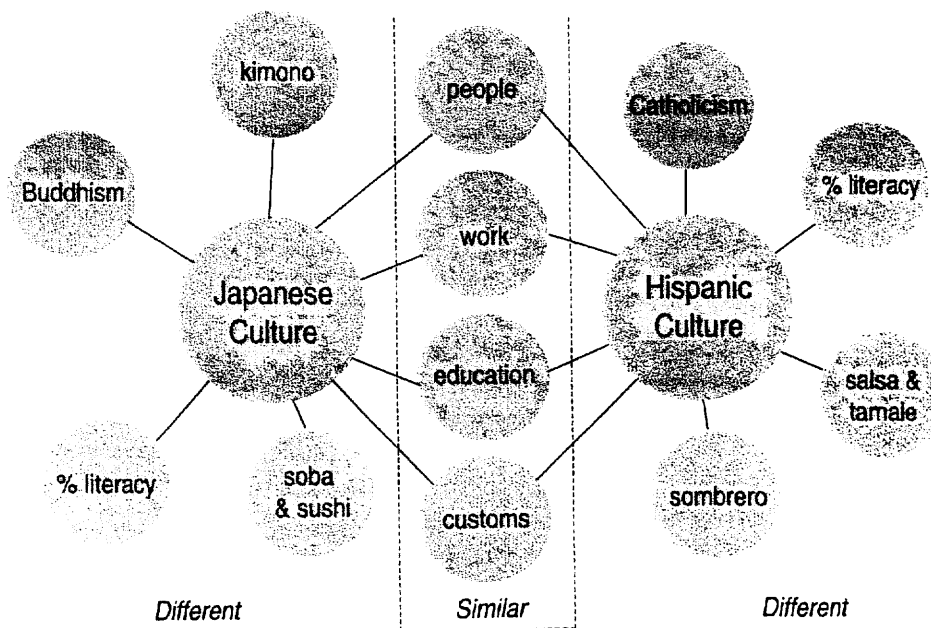 kimono
Buddhism
Japanese
Culture
% literacy
soba
& sushi
people
work
education
customs
Catholicism
% literacy
Hispanic
Culture
salsa &
tamale
sombrero
Different
Similar
Different